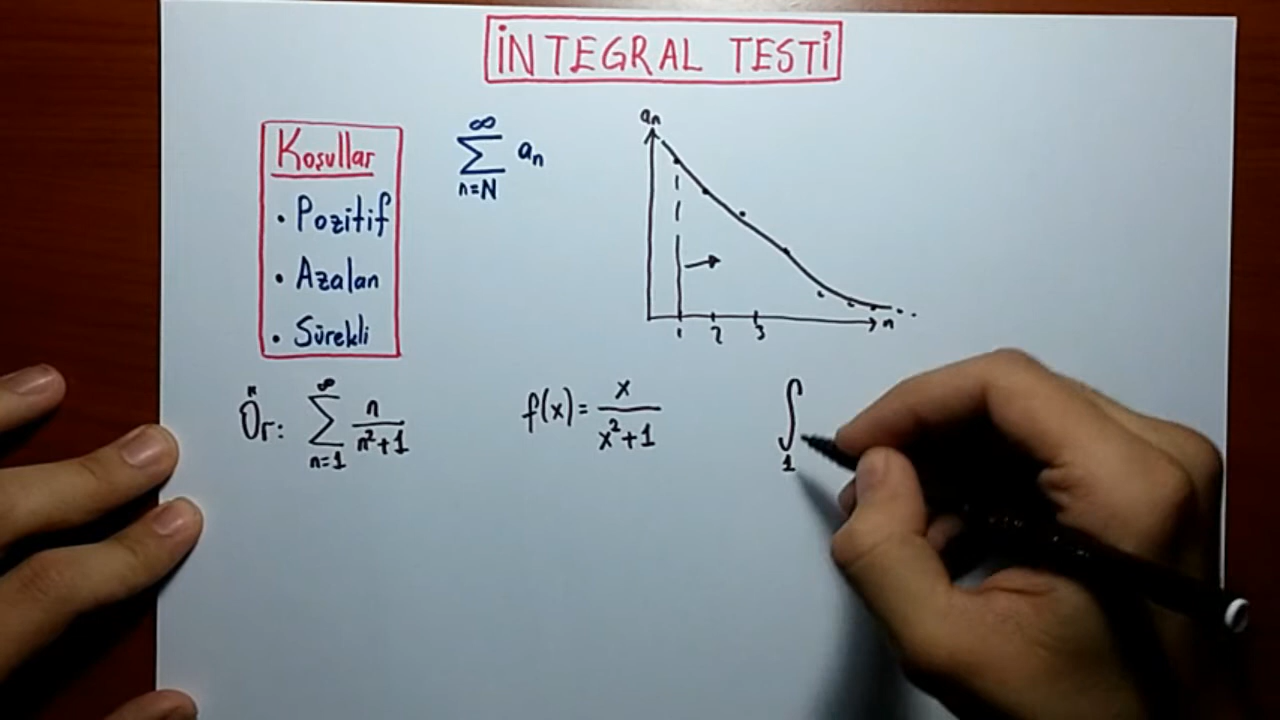 İNTEGRAL TESTİ
Koşullar
• Pozitif
• Azalan
• Sürekli
∞
∑ aₙ
n=N
aₙ
1 2 3 n
Ör: ∑ n/(n²+1)
∞
n=1
f(x) = x/(x²+1)
∫
1